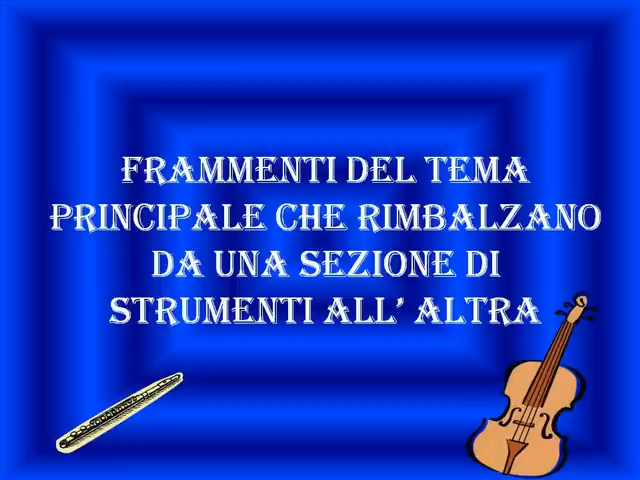 FRAMMENTI DEL TEMA
PRINCIPALE CHE RIMBALZANO
DA UNA SEZIONE DI
STRUMENTI ALL’ ALTRA